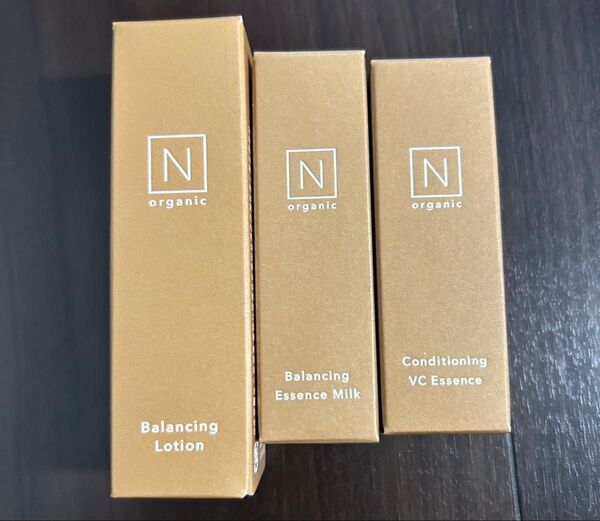 N
organic
Balancing
Lotion
N
organic
Balancing
Essence Milk
N
organic
Conditioning
VC Essence